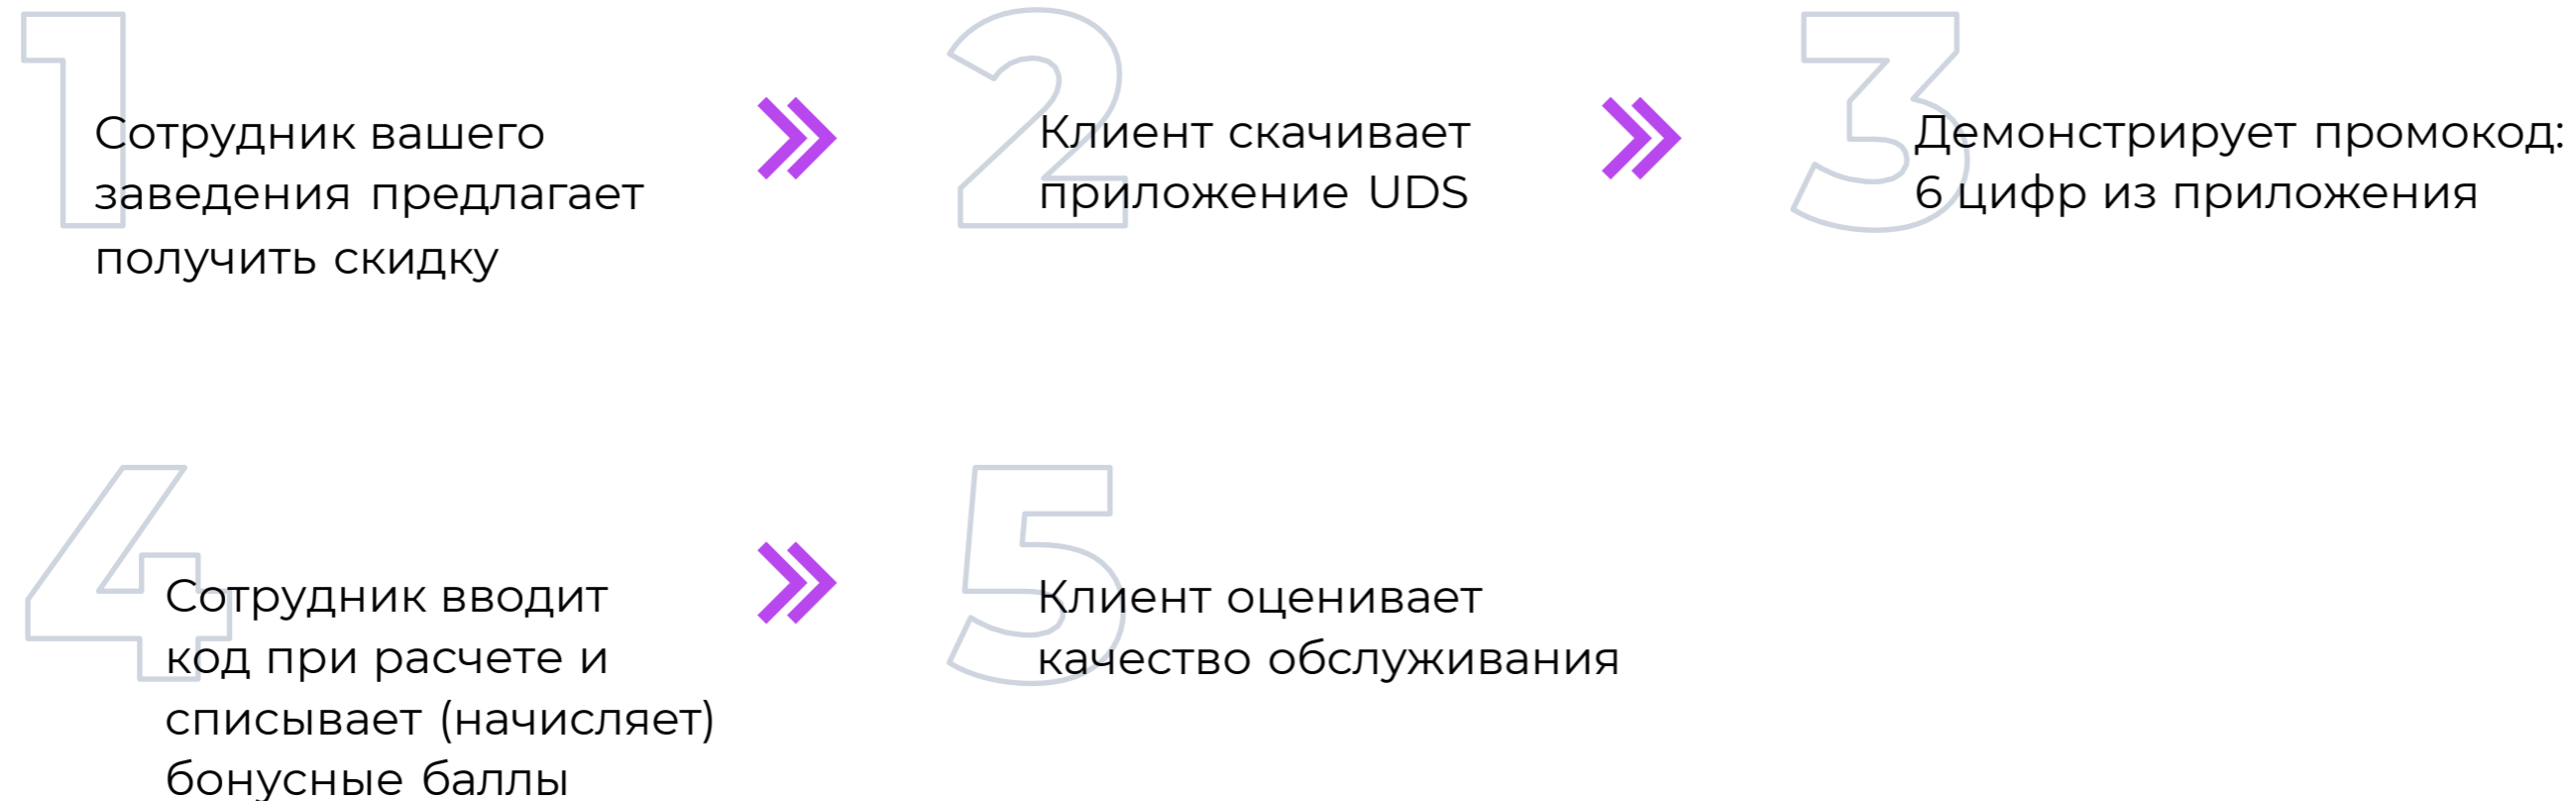 1
Сотрудник вашего
заведения предлагает
получить скидку
2
Клиент скачивает
приложение UDS
3
Демонстрирует промокод:
6 цифр из приложения
4
Сотрудник вводит
код при расчете и
списывает (начисляет)
бонусные баллы
5
Клиент оценивает
качество обслуживания